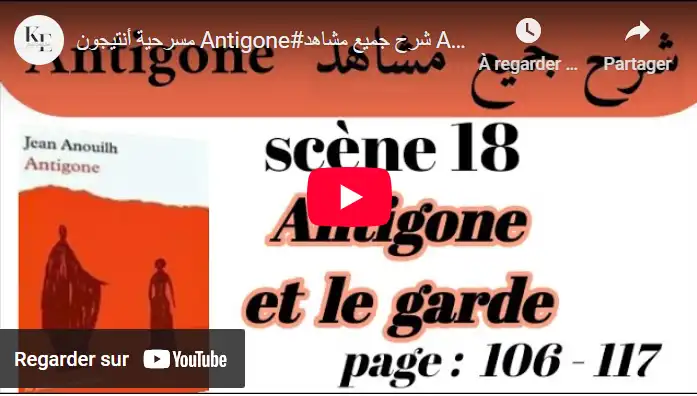 KE
مسرحية أنتيجون Antigone#شرح جميع مشاهد A...
À regarder ...
Partager
Antigone شرح جميع مشاهد
Jean Anouilh
Antigone
scène 18
Antigone
et le garde
page : 106 - 117
Regarder sur YouTube